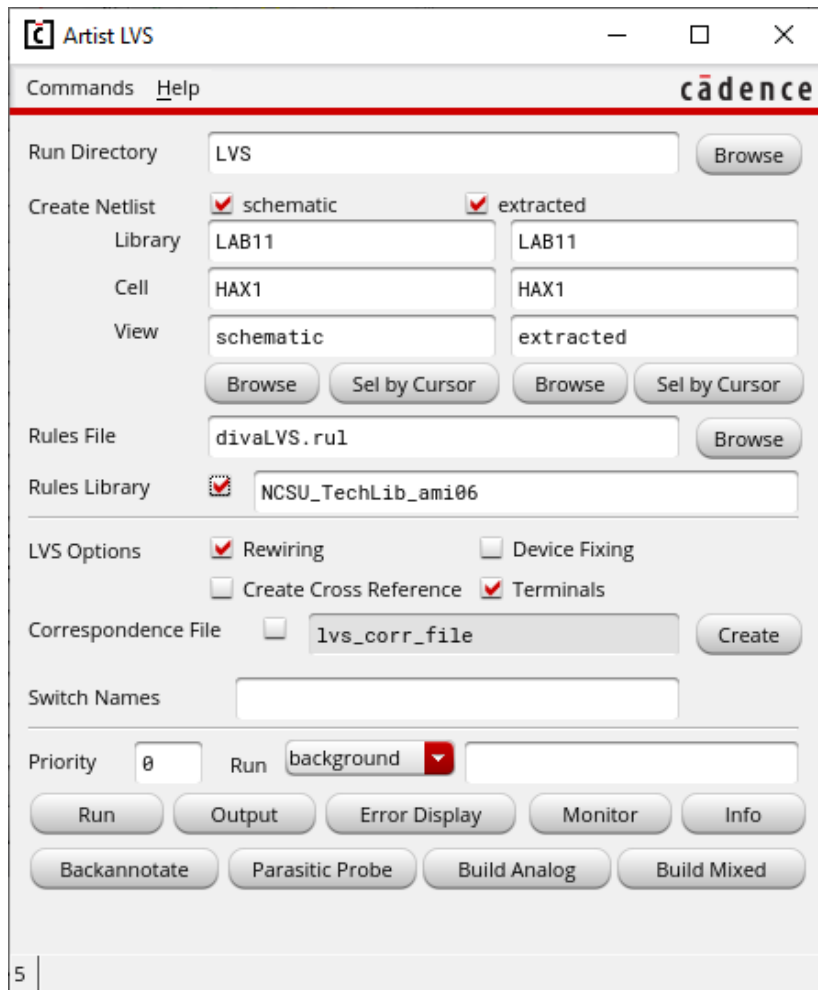 Artist LVS
Commands Help cādence
Run Directory LVS Browse
Create Netlist schematic extracted
Library LAB11 LAB11
Cell HAX1 HAX1
View schematic extracted
Browse Sel by Cursor Browse Sel by Cursor
Rules File divaLVS.rul Browse
Rules Library NCSU_TechLib_ami06
LVS Options Rewiring Device Fixing
Create Cross Reference Terminals
Correspondence File lvs_corr_file Create
Switch Names
Priority 0 Run background
Run Output Error Display Monitor Info
Backannotate Parasitic Probe Build Analog Build Mixed
5